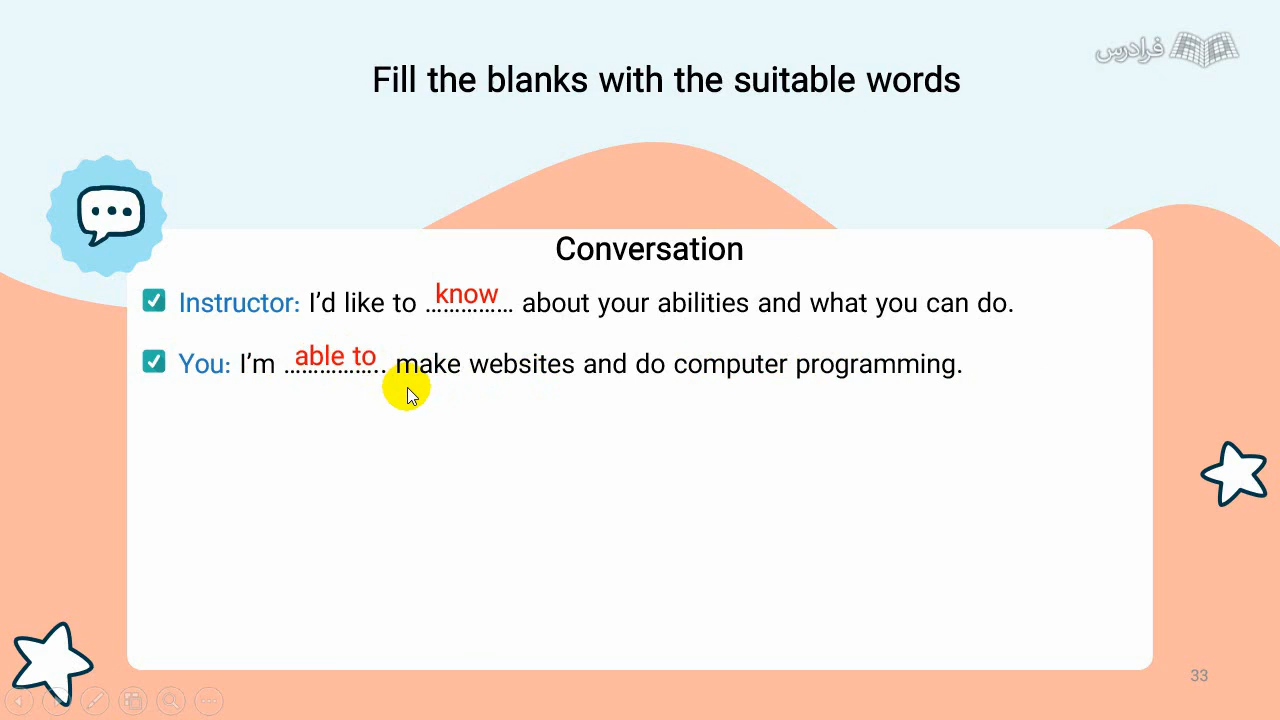 فرادرس
Fill the blanks with the suitable words
Conversation
Instructor: I'd like to ……know……… about your abilities and what you can do.
You: I'm ……able to……….. make websites and do computer programming.
33